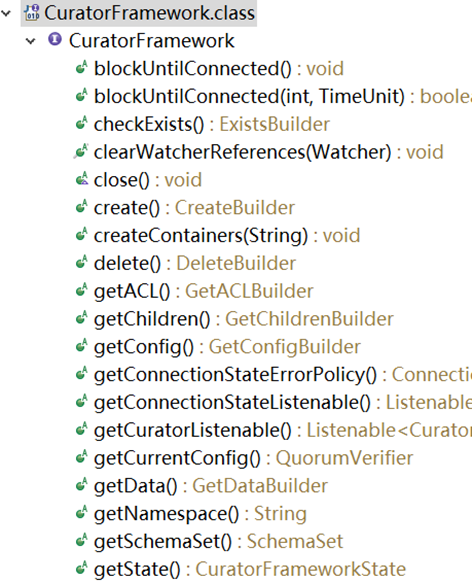 CuratorFramework.class
CuratorFramework
blockUntilConnected() : void
blockUntilConnected(int, TimeUnit) : boolea
checkExists() : ExistsBuilder
clearWatcherReferences(Watcher) : void
close() : void
create() : CreateBuilder
createContainers(String) : void
delete() : DeleteBuilder
getACL() : GetACLBuilder
getChildren() : GetChildrenBuilder
getConfig() : GetConfigBuilder
getConnectionStateErrorPolicy() : Connecti
getConnectionStateListenable() : Listenable
getCuratorListenable() : Listenable<Curato
getCurrentConfig() : QuorumVerifier
getData() : GetDataBuilder
getNamespace() : String
getSchemaSet() : SchemaSet
getState() : CuratorFrameworkState